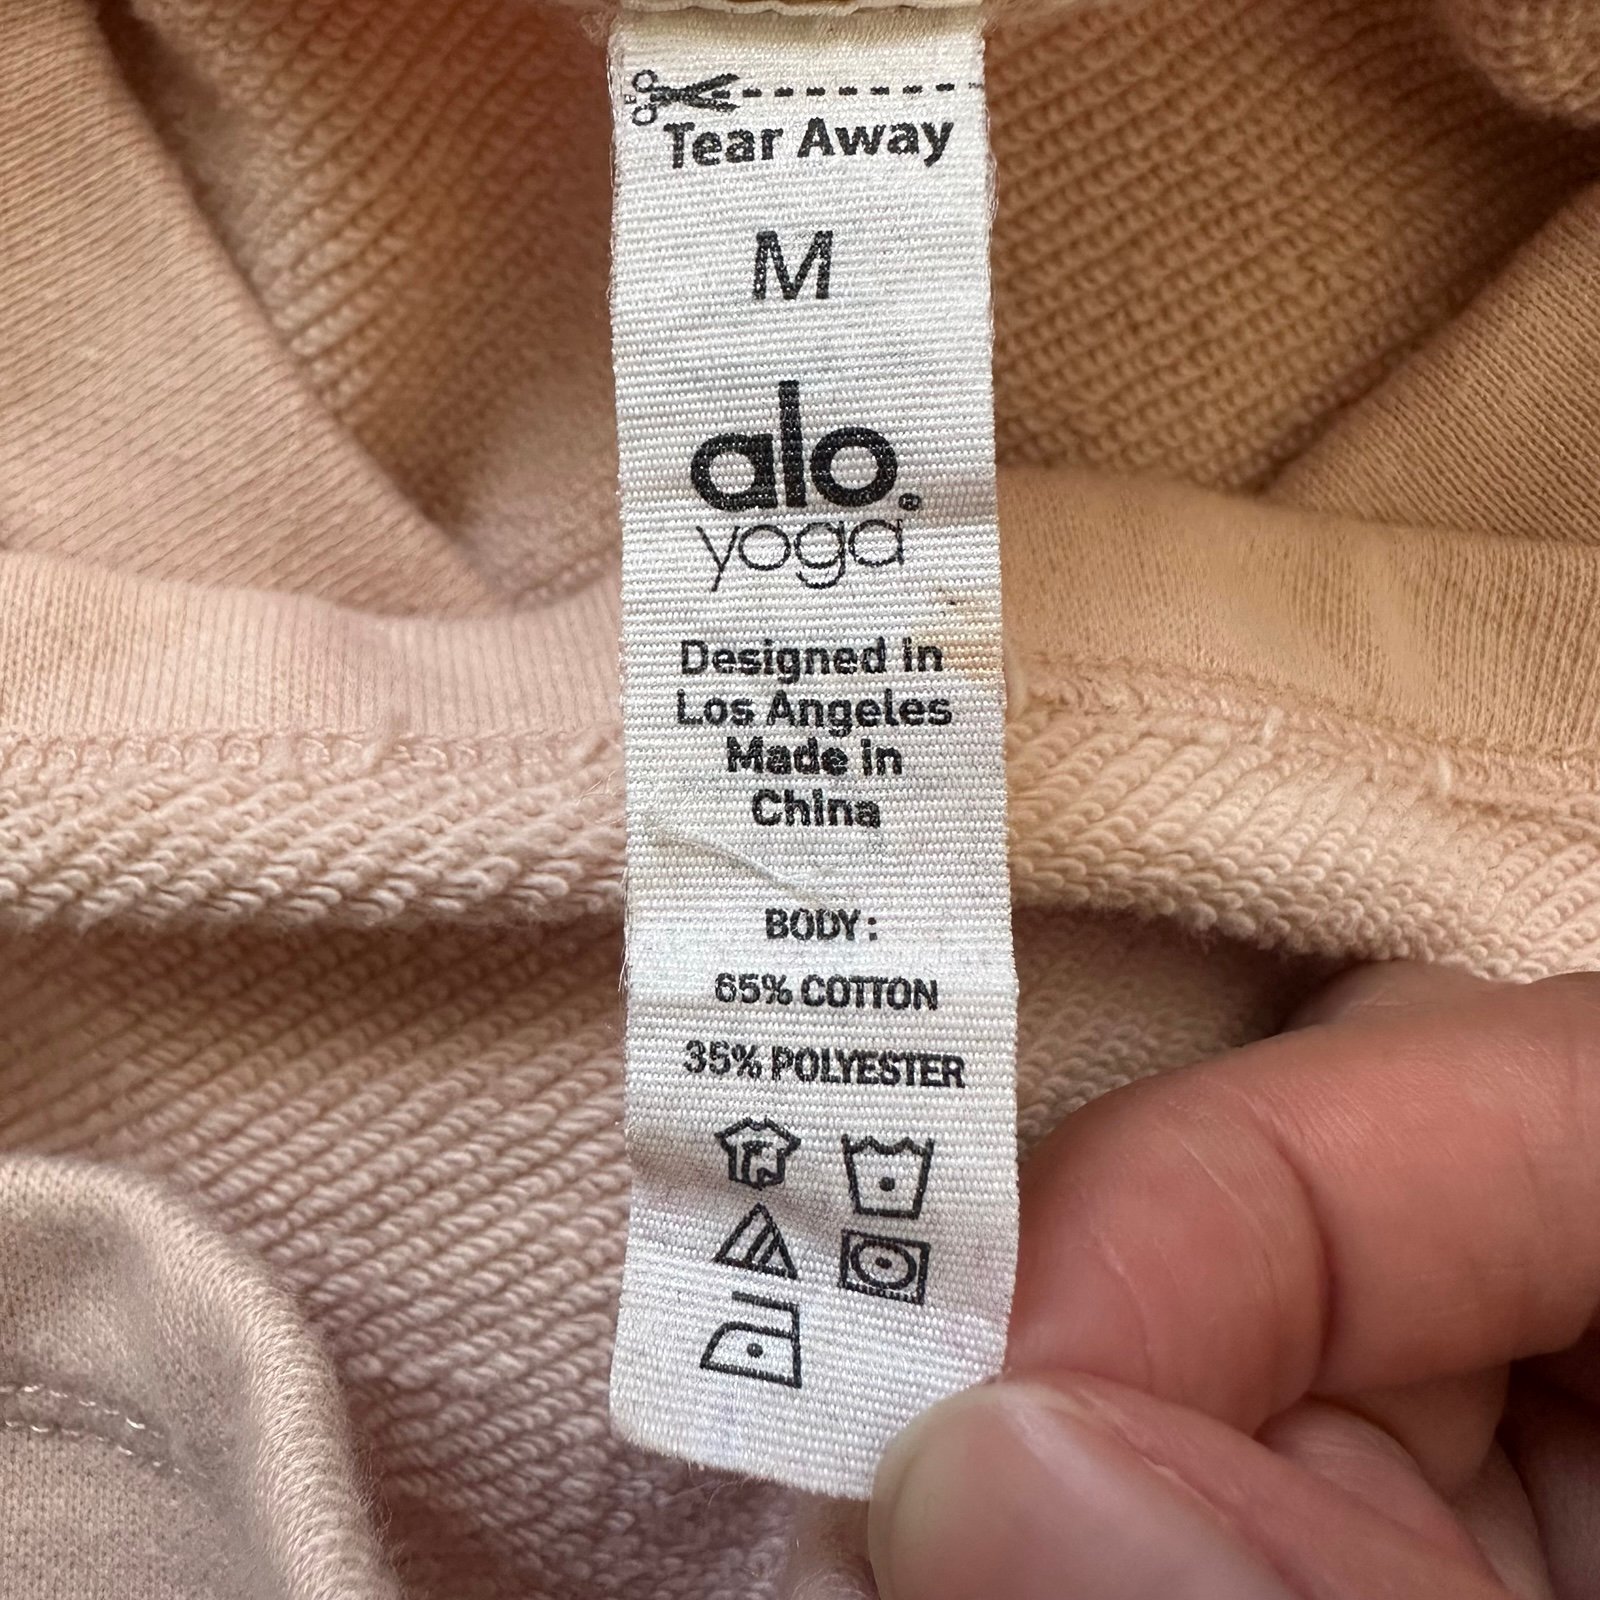 Tear Away
M
alo®
yoga
Designed in
Los Angeles
Made in
China
BODY:
65% COTTON
35% POLYESTER